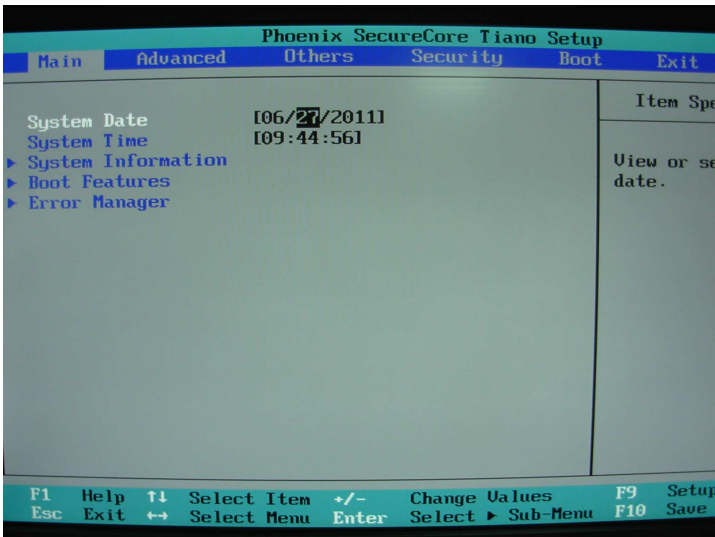 Phoenix SecureCore Tiano Setup
Main Advanced Others Security Boot Exit
System Date [06/27/2011]
System Time [09:44:56]
System Information
Boot Features
Error Manager
Item Spe
View or se
date.
F1 Help ↑↓ Select Item +/- Change Values F9 Setup
Esc Exit ↔ Select Menu Enter Select ▶ Sub-Menu F10 Save